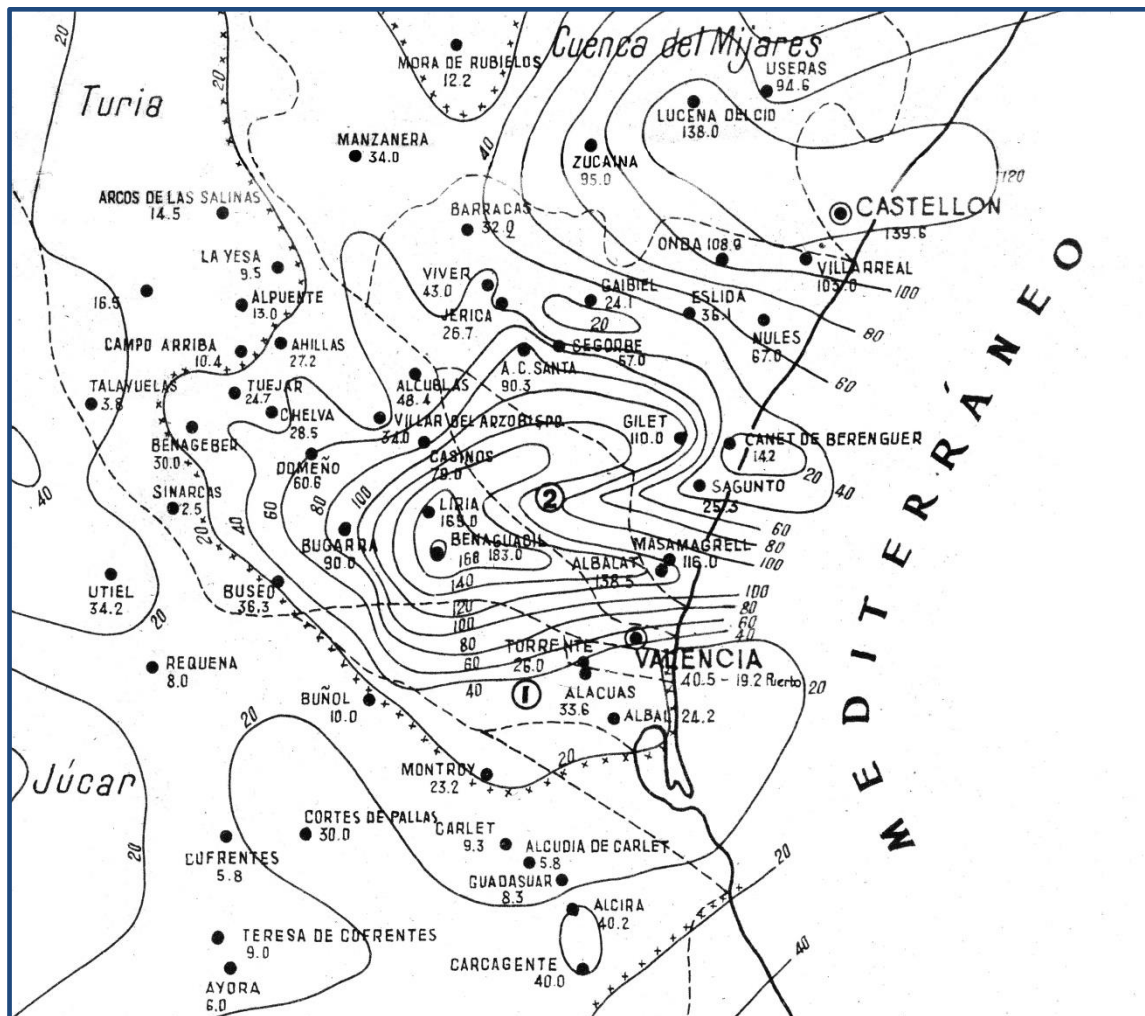 20
20
Cuenca del Mijares
MORA DE RUBIELOS
12.2
USERAS
94.6
Turia
LUCENA DEL CID
138.0
MANZANERA
34.0
40
ZUCAINA
95.0
120
ARCOS DE LAS SALINAS
14.5
CASTELLON
139.6
BARRACAS
32.0
LA YESA
9.5
ONDA 108.9
VILLARREAL
105.0
100
VIVER
43.0
GAIBIEL
24.1
ESLIDA
36.1
16.5
ALPUENTE
13.0
JERICA
26.7
20
80
NULES
67.0
CAMPO ARRIBA
10.4
AHILLAS
27.2
SEGORBE
67.0
A.C. SANTA
90.3
60
TALAYUELAS
3.8
TUEJAR
24.7
ALCUBLAS
48.4
CHELVA
28.5
VILLAR DEL ARZOBISPO
34.0
GILET
110.0
CANET DE BERENGUER
14.2
BENAGEBER
30.0
DOMEÑO
60.6
CASINOS
79.0
20
40
40
SINARCAS
2.5
80
100
60
40
20
LIRIA
169.0
2
SAGUNTO
25.3
60
80
100
BUGARRA
90.0
BENAGUACIL
183.0
160
140
MASAMAGRELL
116.0
ALBALAT
138.5
UTIEL
34.2
BUSEO
36.3
120
100
80
60
40
100
80
60
40
20
TORRENTE
26.0
VALENCIA
40.5 - 19.2 Puerto
REQUENA
8.0
20
BUÑOL
10.0
1
ALACUAS
33.6
ALBAL 24.2
20
20
MONTROY
23.2
Júcar
20
CORTES DE PALLAS
30.0
COFRENTES
5.8
CARLET
9.3
ALCUDIA DE CARLET
5.8
GUADASUAR
8.3
20
ALCIRA
40.2
TERESA DE COFRENTES
9.0
CARCAGENTE
40.0
40
AYORA
6.0
MEDITERRÁNEO